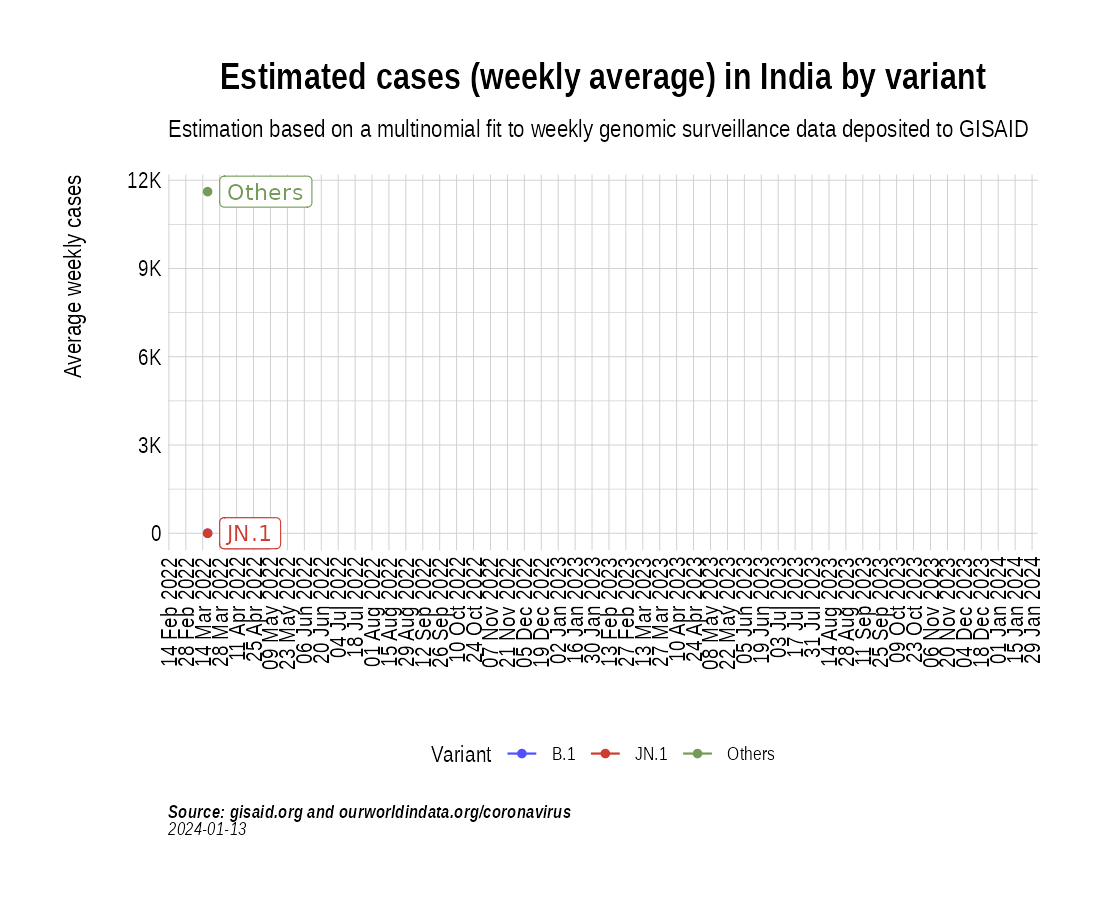 Estimated cases (weekly average) in India by variant
Estimation based on a multinomial fit to weekly genomic surveillance data deposited to GISAID
Average weekly cases
12K
9K
6K
3K
0
Others
JN.1
14 Feb 2022
28 Feb 2022
14 Mar 2022
28 Mar 2022
11 Apr 2022
25 Apr 2022
09 May 2022
23 May 2022
06 Jun 2022
20 Jun 2022
04 Jul 2022
18 Jul 2022
01 Aug 2022
15 Aug 2022
29 Aug 2022
12 Sep 2022
26 Sep 2022
10 Oct 2022
24 Oct 2022
07 Nov 2022
21 Nov 2022
05 Dec 2022
19 Dec 2022
02 Jan 2023
16 Jan 2023
30 Jan 2023
13 Feb 2023
27 Feb 2023
13 Mar 2023
27 Mar 2023
10 Apr 2023
24 Apr 2023
08 May 2023
22 May 2023
05 Jun 2023
19 Jun 2023
03 Jul 2023
17 Jul 2023
31 Jul 2023
14 Aug 2023
28 Aug 2023
11 Sep 2023
25 Sep 2023
09 Oct 2023
23 Oct 2023
06 Nov 2023
20 Nov 2023
04 Dec 2023
18 Dec 2023
01 Jan 2024
15 Jan 2024
29 Jan 2024
Variant B.1 JN.1 Others
Source: gisaid.org and ourworldindata.org/coronavirus
2024-01-13